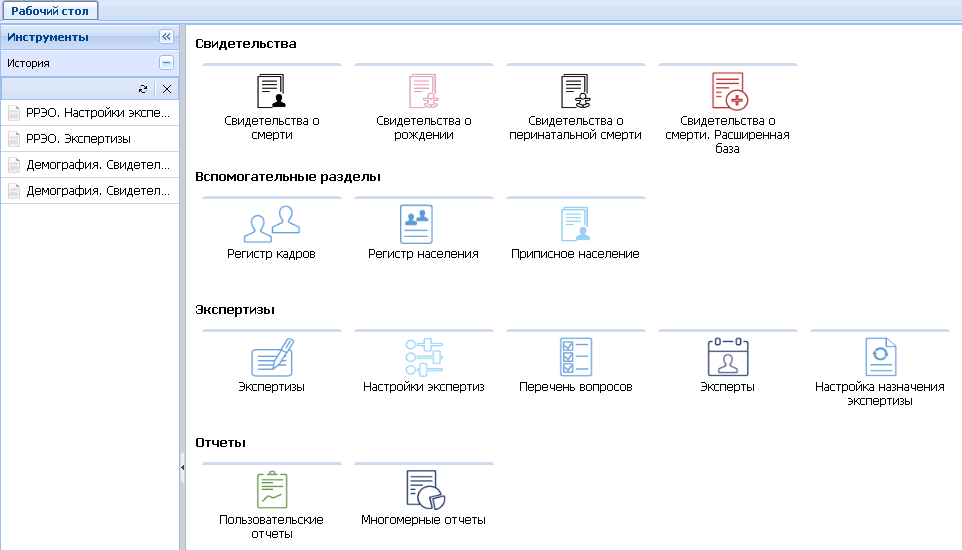 Рабочий стол
Инструменты
История
РРЭО. Настройки экспе...
РРЭО. Экспертизы
Демография. Свидетел...
Демография. Свидетел...
Свидетельства
Свидетельства о
смерти
Свидетельства о
рождении
Свидетельства о
перинатальной смерти
Свидетельства о
смерти. Расширенная
база
Вспомогательные разделы
Регистр кадров
Регистр населения
Приписное население
Экспертизы
Экспертизы
Настройки экспертиз
Перечень вопросов
Эксперты
Настройка назначения
экспертизы
Отчеты
Пользовательские
отчеты
Многомерные отчеты